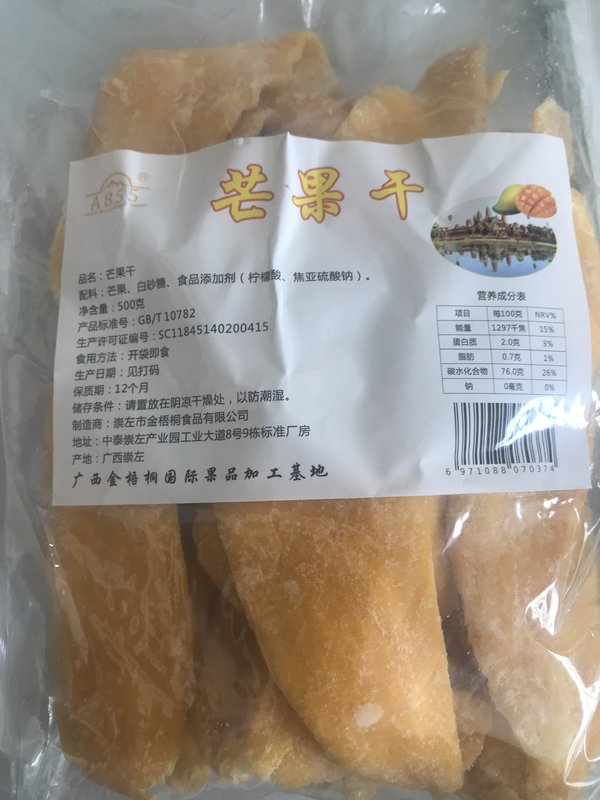 A855®
芒果干
品名：芒果干
配料：芒果、白砂糖、食品添加剂（柠檬酸、焦亚硫酸钠）。
净含量：500克
产品标准号：GB/T10782
生产许可证编号：SC11845140200415
食用方法：开袋即食
生产日期：见打码
保质期：12个月
储存条件：请置放在阴凉干燥处，以防潮湿。
制造商：崇左市金梧桐食品有限公司
地址：中泰崇左产业园工业大道8号9栋标准厂房
产地：广西崇左
广西金梧桐国际果品加工基地
营养成分表
项目 每100克 NRV%
能量 1297千焦 15%
蛋白质 2.0克 3%
脂肪 0.7克 1%
碳水化合物 76.0克 26%
钠 0毫克 0%
6 971088 070374